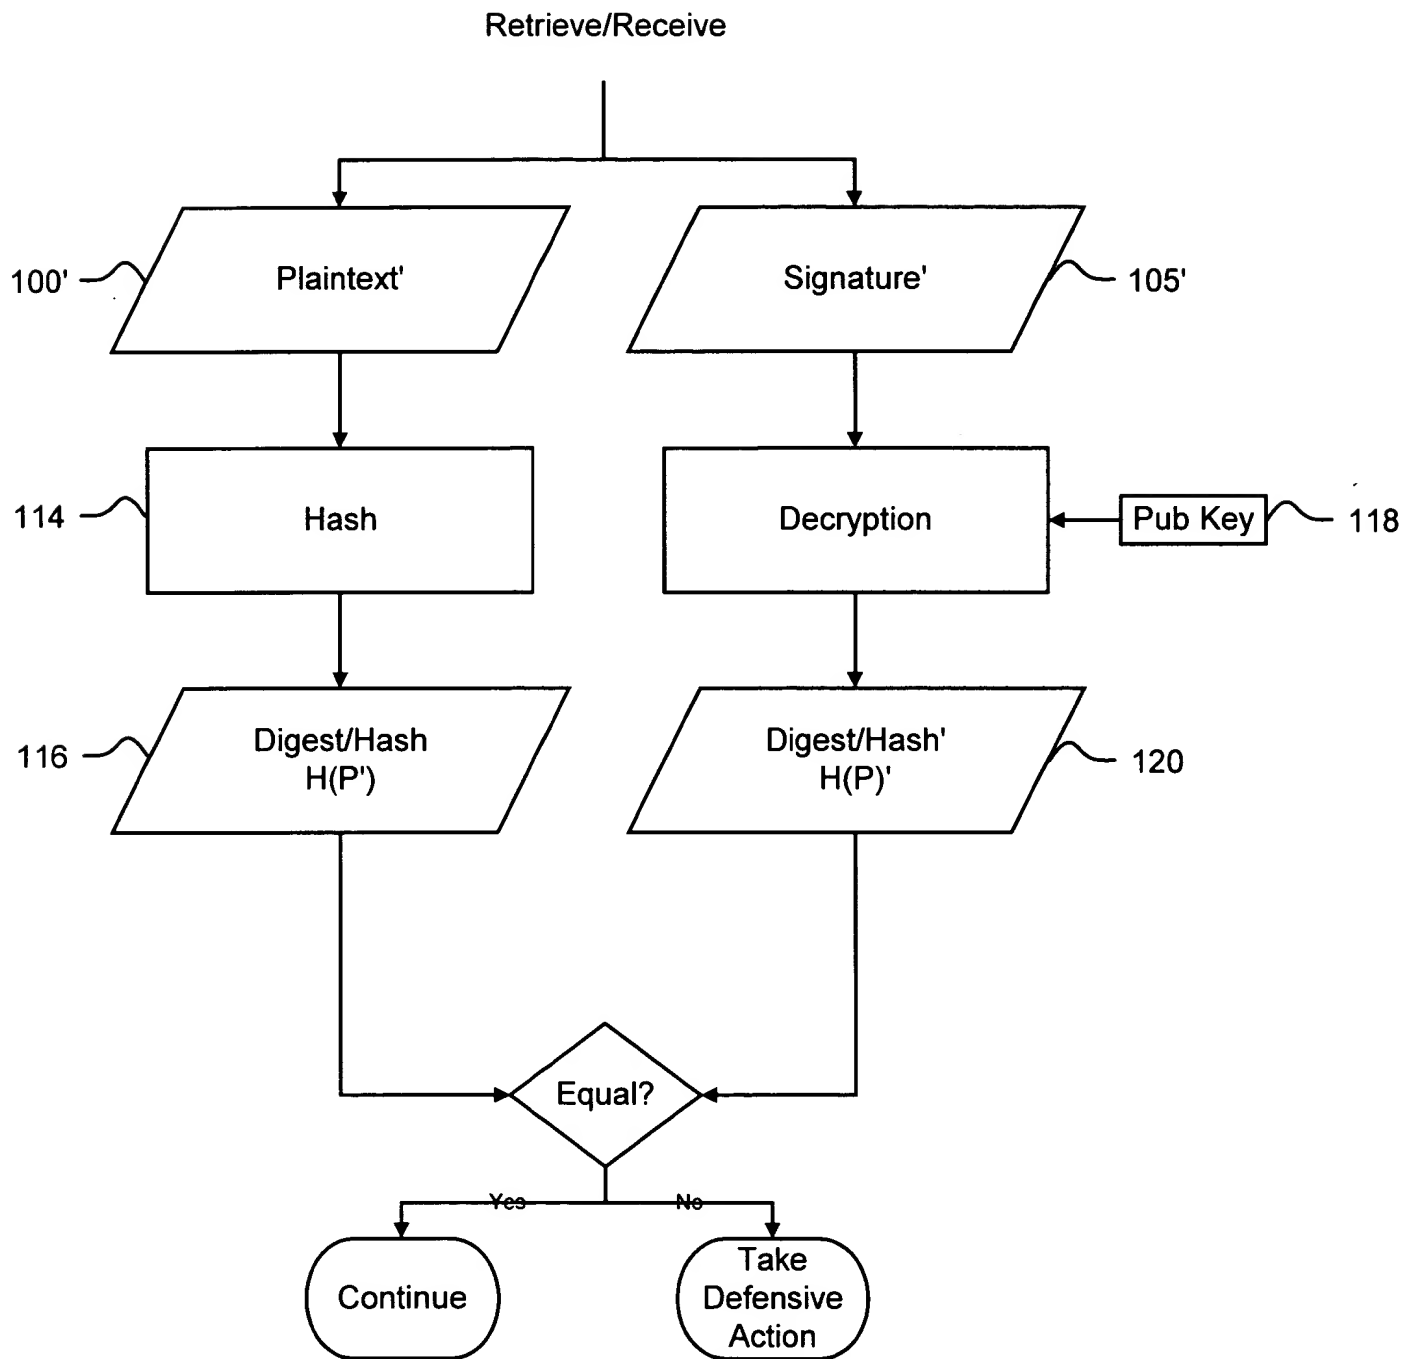 Retrieve/Receive
100'
Plaintext'
Signature'
105'
114
Hash
Decryption
Pub Key
118
116
Digest/Hash
H(P')
Digest/Hash'
H(P)'
120
Equal?
Yes
No
Continue
Take
Defensive
Action